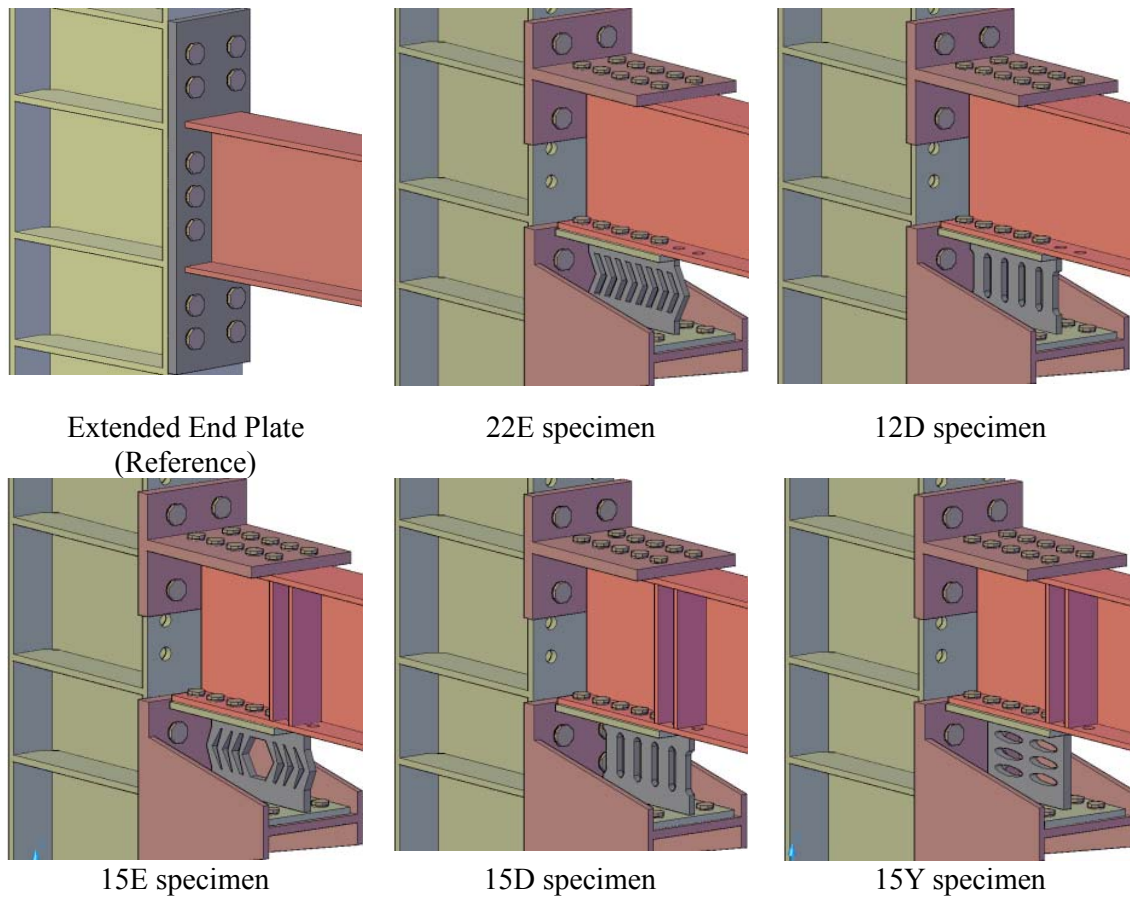 Extended End Plate
(Reference)
22E specimen
12D specimen
15E specimen
15D specimen
15Y specimen